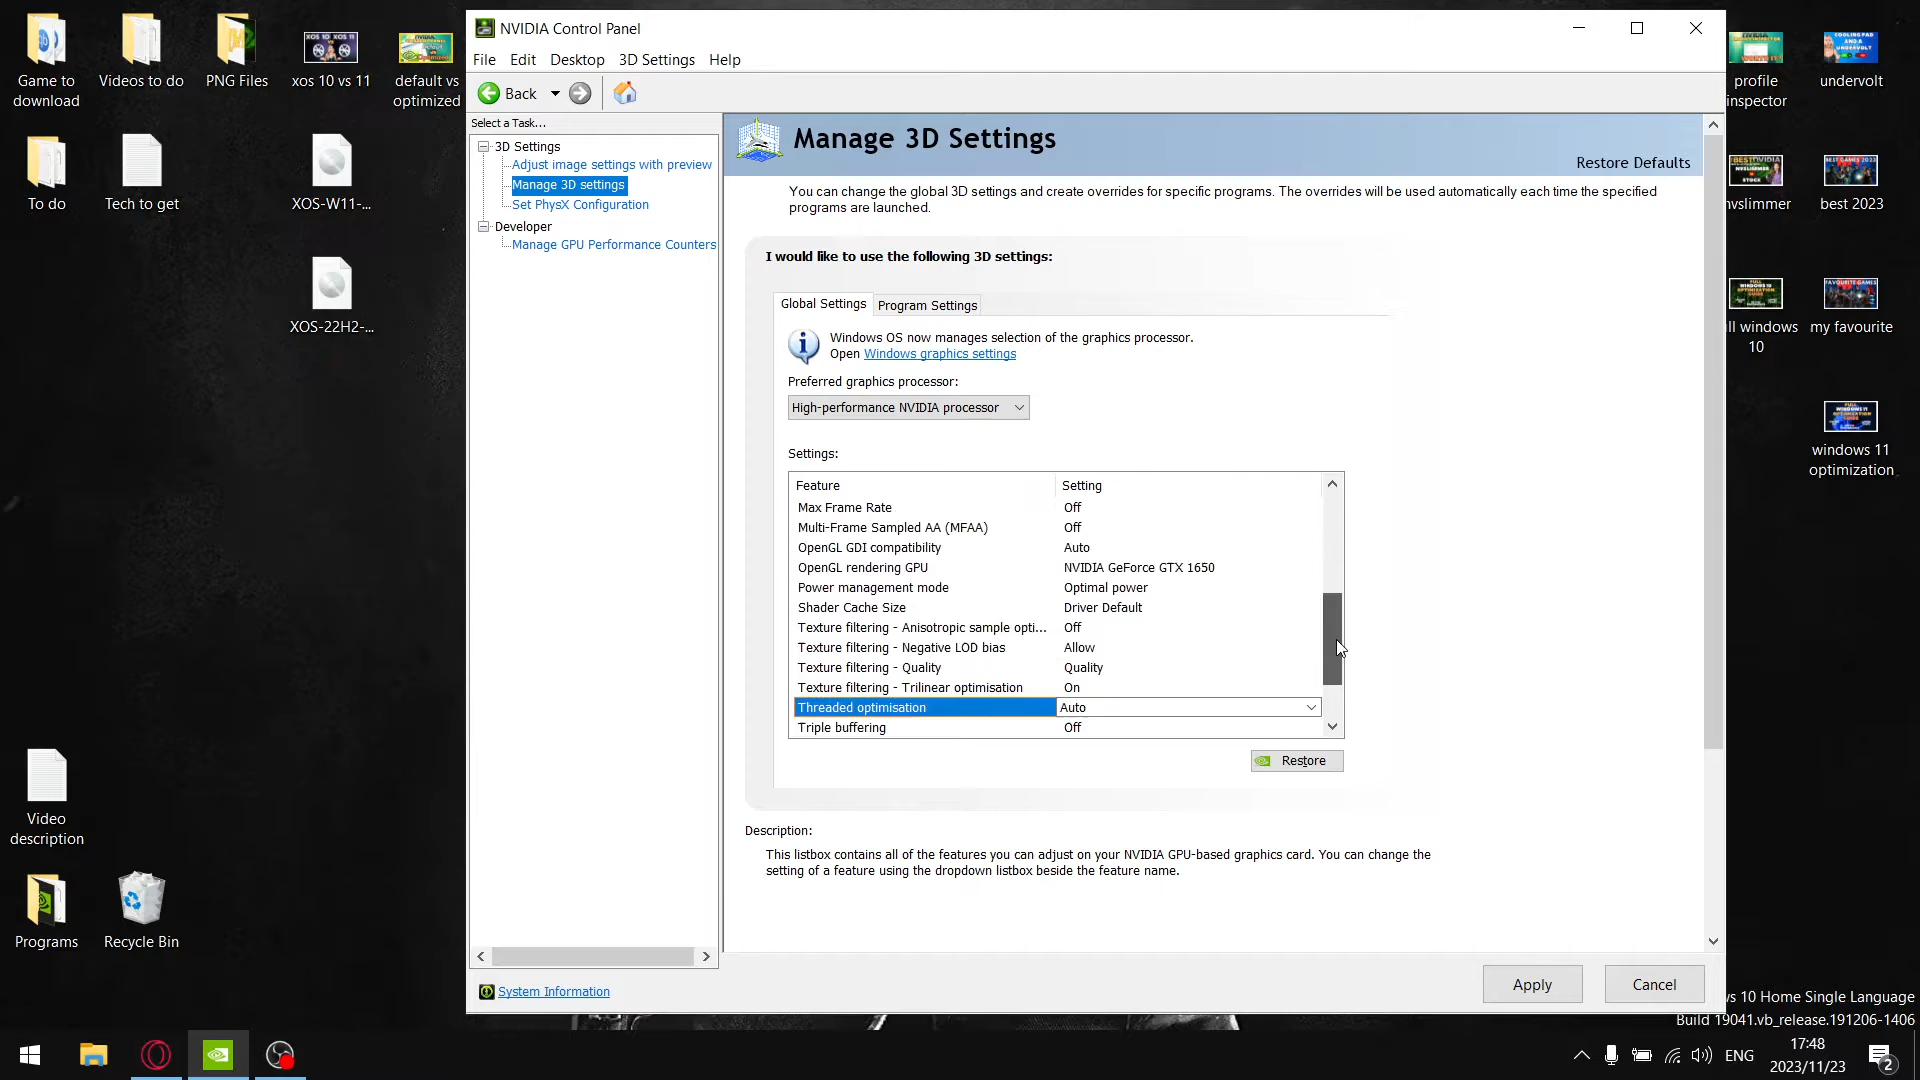 Game to
download
Videos to do
PNG Files
xos 10 vs 11
default vs
optimized
To do
Tech to get
XOS-W11-...
XOS-22H2-...
Video
description
Programs
Recycle Bin
NVIDIA Control Panel
File Edit Desktop 3D Settings Help
Back
Select a Task...
3D Settings
Adjust image settings with preview
Manage 3D settings
Set PhysX Configuration
Developer
Manage GPU Performance Counters
System Information
Manage 3D Settings
Restore Defaults
You can change the global 3D settings and create overrides for specific programs. The overrides will be used automatically each time the specified
programs are launched.
I would like to use the following 3D settings:
Global Settings Program Settings
Windows OS now manages selection of the graphics processor.
Open Windows graphics settings
Preferred graphics processor:
High-performance NVIDIA processor
Settings:
Feature Setting
Max Frame Rate Off
Multi-Frame Sampled AA (MFAA) Off
OpenGL GDI compatibility Auto
OpenGL rendering GPU NVIDIA GeForce GTX 1650
Power management mode Optimal power
Shader Cache Size Driver Default
Texture filtering - Anisotropic sample opti... Off
Texture filtering - Negative LOD bias Allow
Texture filtering - Quality Quality
Texture filtering - Trilinear optimisation On
Threaded optimisation Auto
Triple buffering Off
Restore
Description:
This listbox contains all of the features you can adjust on your NVIDIA GPU-based graphics card. You can change the
setting of a feature using the dropdown listbox beside the feature name.
Apply Cancel
profile
inspector
undervolt
nvslimmer
best 2023
ll windows
10
my favourite
windows 11
optimization
ws 10 Home Single Language
Build 19041.vb_release.191206-1406
ENG
17:48
2023/11/23
2